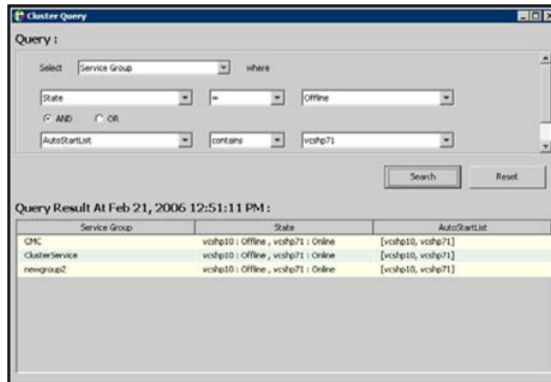 Cluster Query
Query :
Select Service Group where
State = Offline
AND OR
AutoStartList contains vcshp71
Search Reset
Query Result At Feb 21, 2006 12:51:11 PM :
Service Group State AutoStartList
CMC vcshp10 : Offline , vcshp71 : Online [vcshp10, vcshp71]
ClusterService vcshp10 : Offline , vcshp71 : Online [vcshp10, vcshp71]
newgroup2 vcshp10 : Offline , vcshp71 : Online [vcshp10, vcshp71]